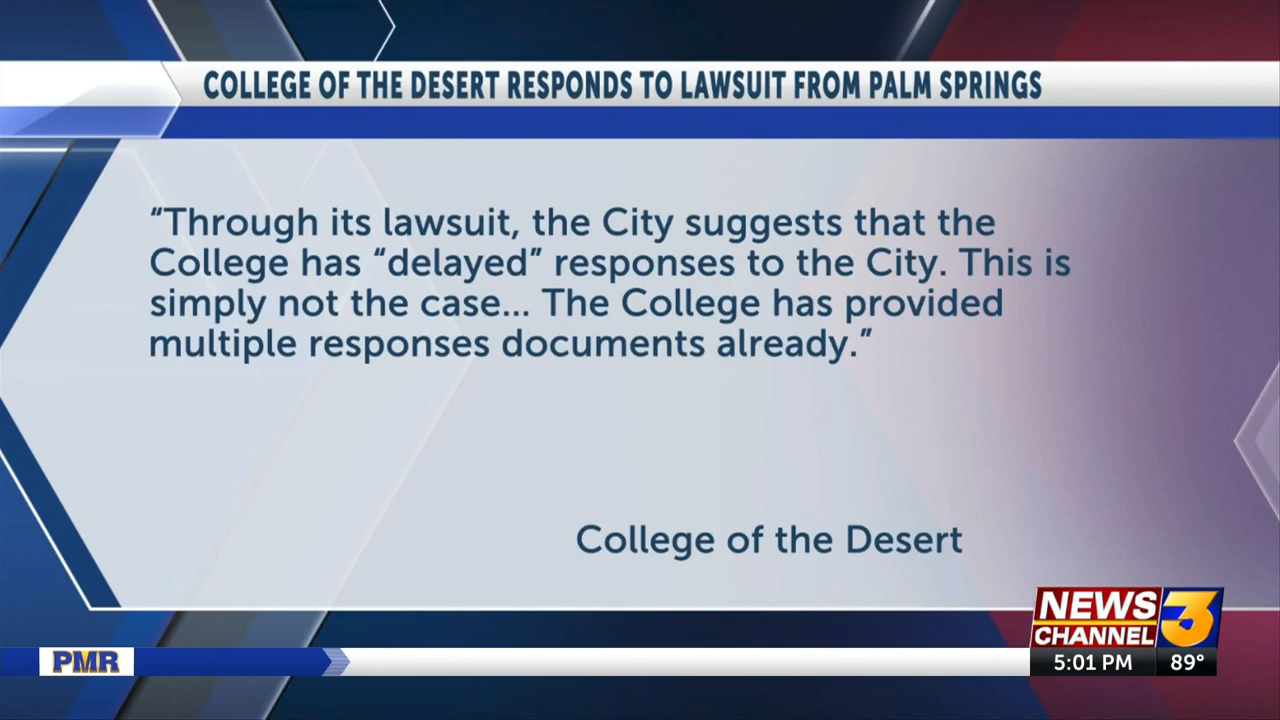 COLLEGE OF THE DESERT RESPONDS TO LAWSUIT FROM PALM SPRINGS
“Through its lawsuit, the City suggests that the
College has “delayed” responses to the City. This is
simply not the case... The College has provided
multiple responses documents already.”
College of the Desert
NEWS
CHANNEL 3
5:01 PM 89°
PMR